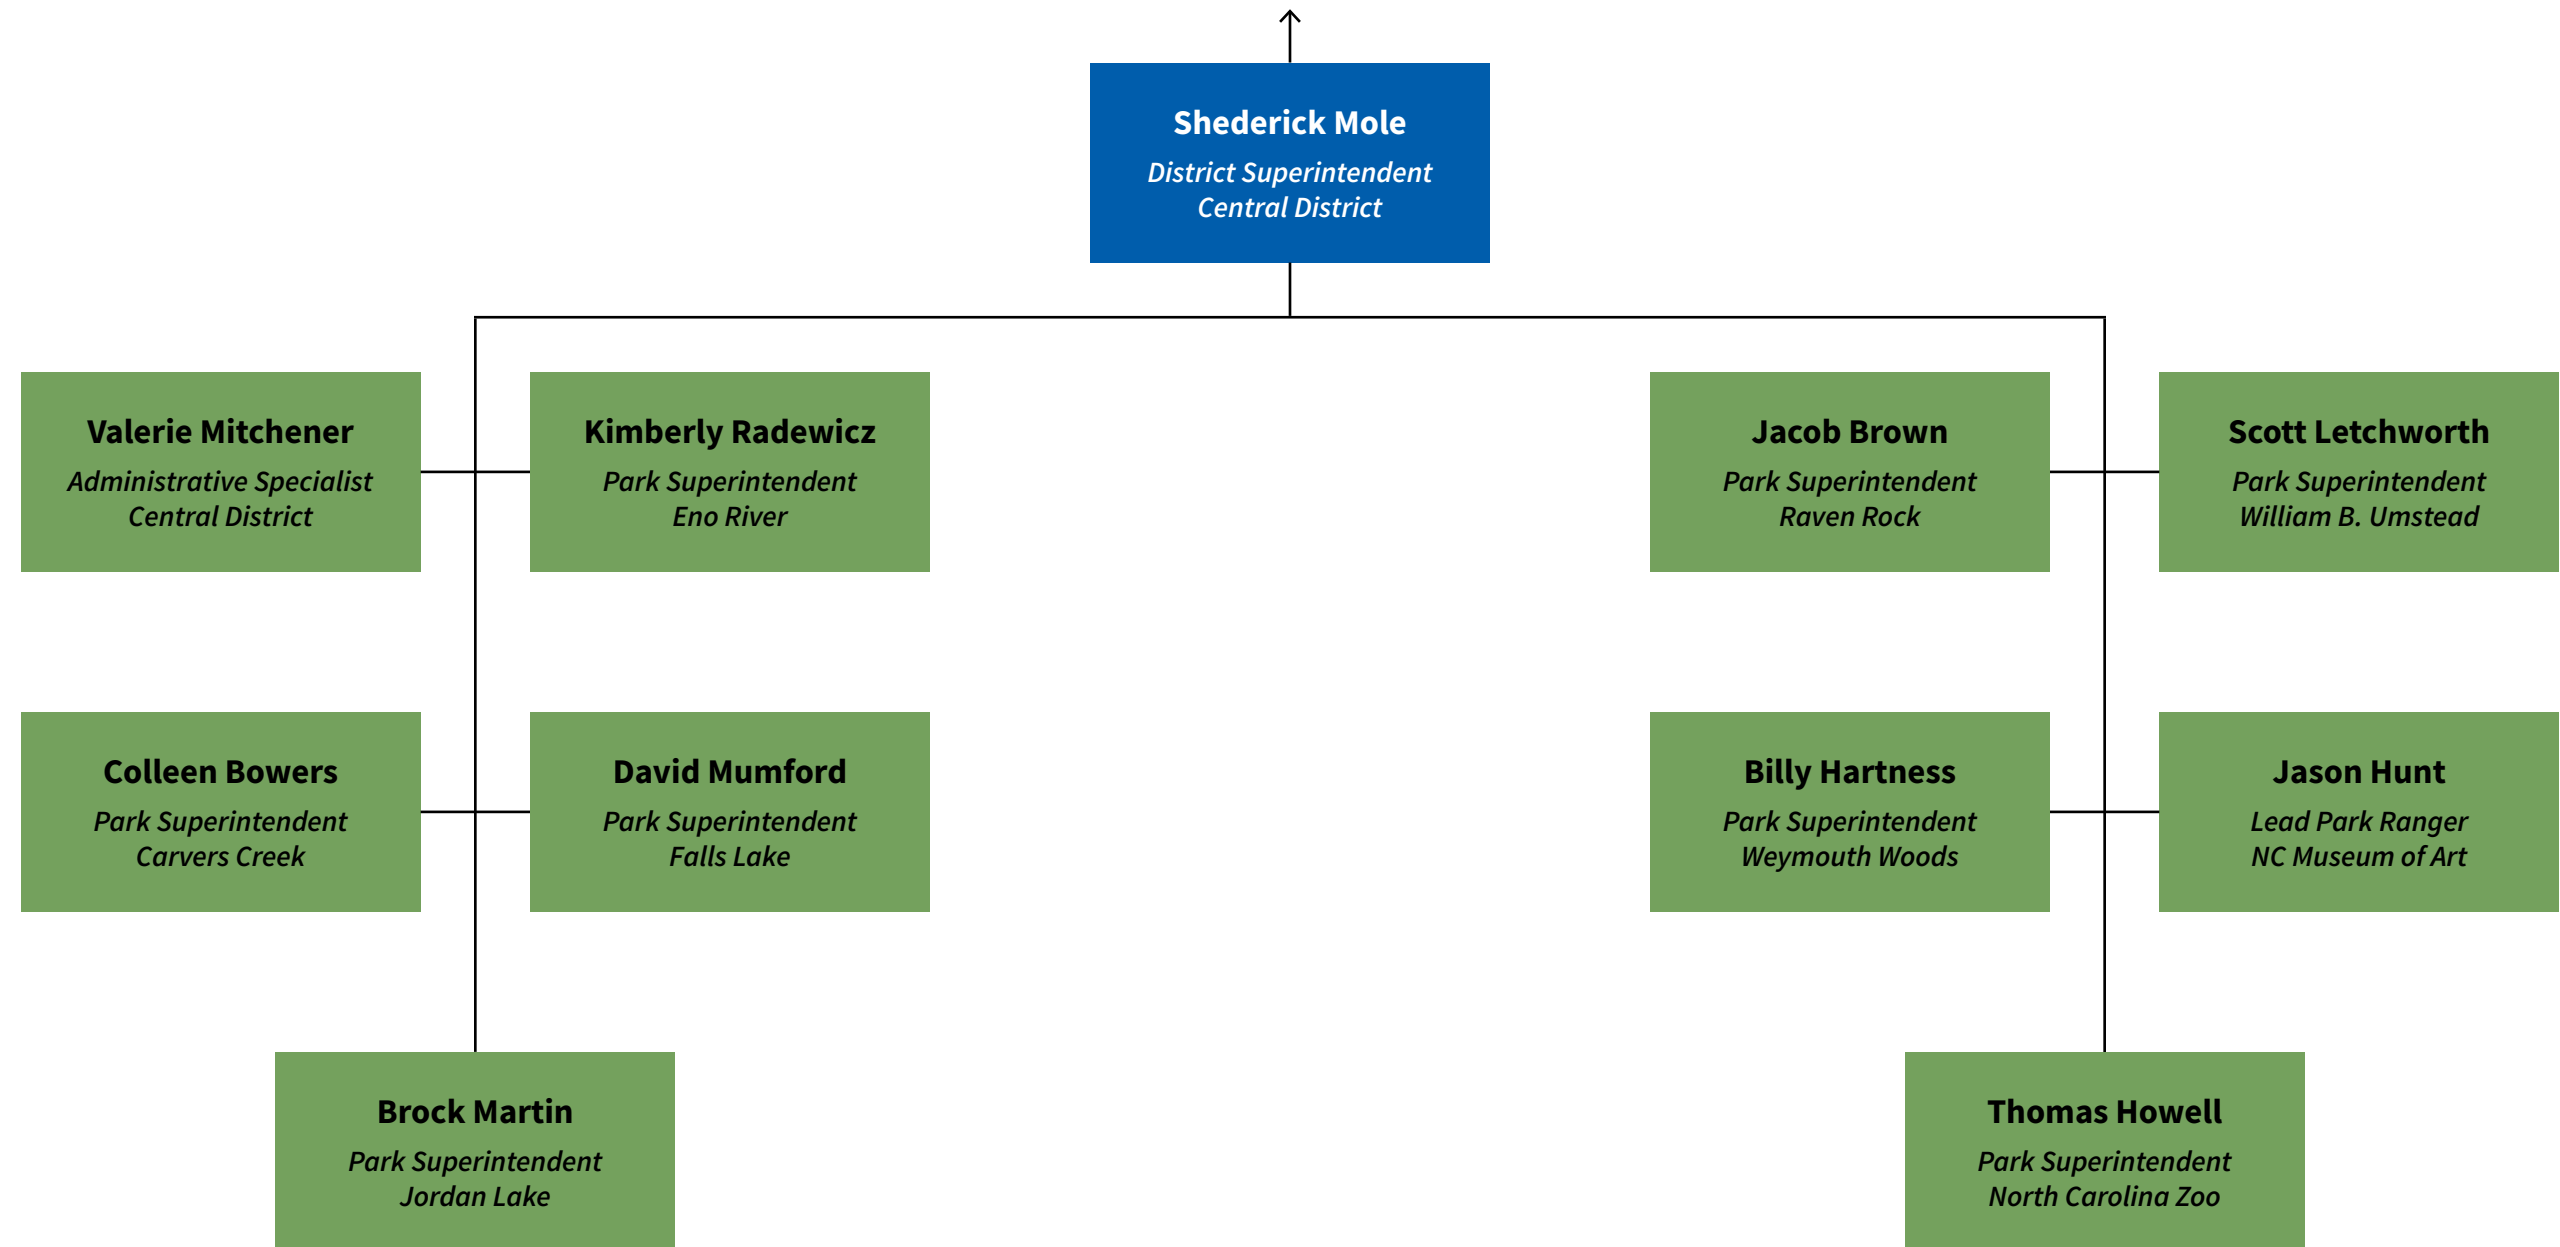 Shederick Mole
District Superintendent
Central District
Valerie Mitchener
Administrative Specialist
Central District
Kimberly Radewicz
Park Superintendent
Eno River
Jacob Brown
Park Superintendent
Raven Rock
Scott Letchworth
Park Superintendent
William B. Umstead
Colleen Bowers
Park Superintendent
Carvers Creek
David Mumford
Park Superintendent
Falls Lake
Billy Hartness
Park Superintendent
Weymouth Woods
Jason Hunt
Lead Park Ranger
NC Museum of Art
Brock Martin
Park Superintendent
Jordan Lake
Thomas Howell
Park Superintendent
North Carolina Zoo